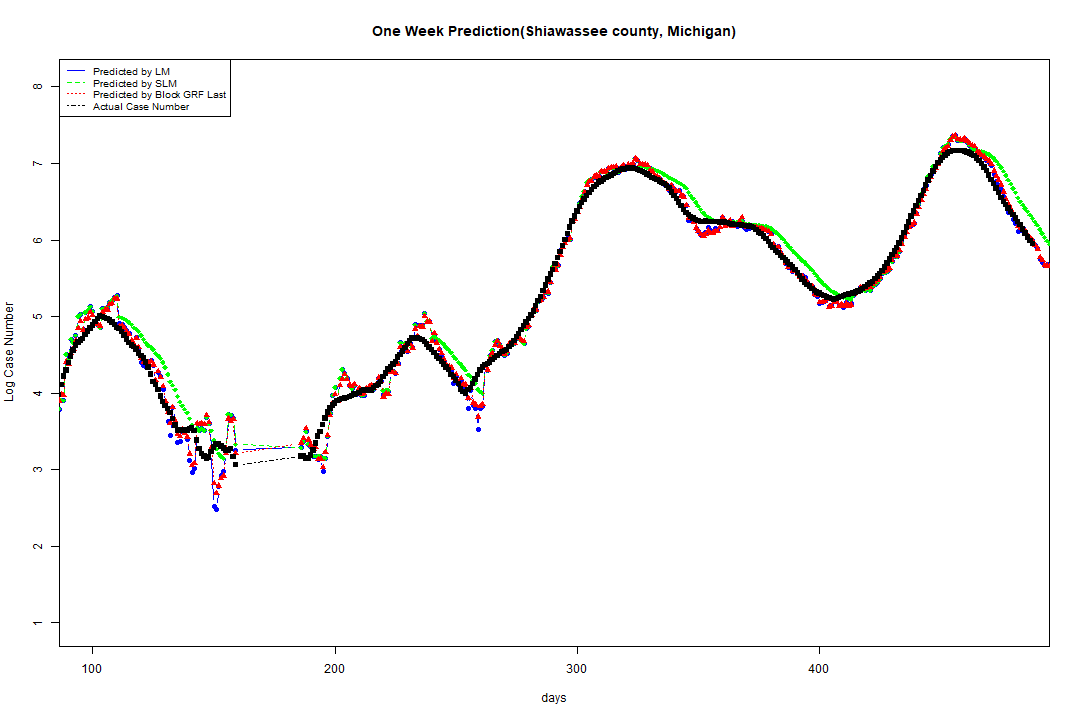 One Week Prediction(Shiawassee county, Michigan)
Predicted by LM
Predicted by SLM
Predicted by Block GRF Last
Actual Case Number
8
7
6
5
4
3
2
1
Log Case Number
100 200 300 400
days